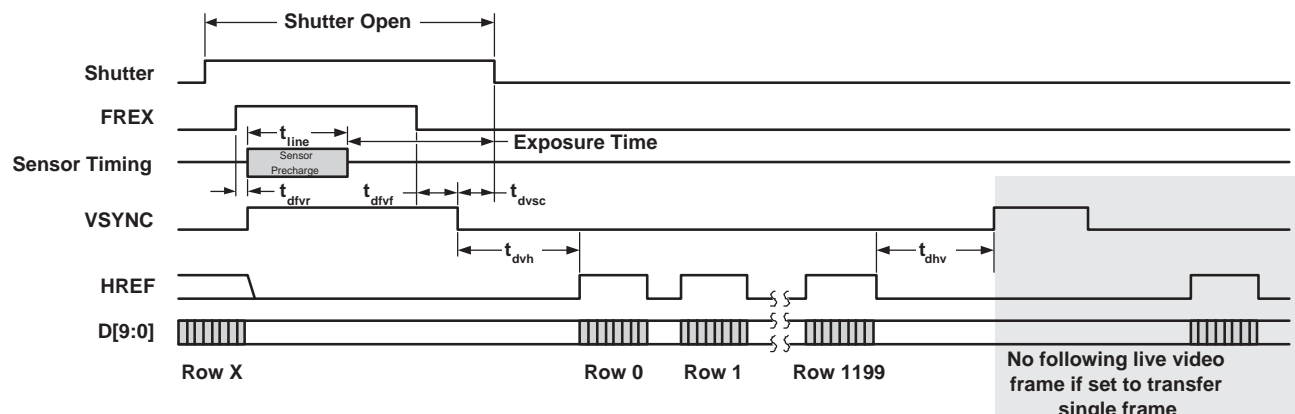 Shutter Open
Shutter
FREX
tline
Exposure Time
Sensor Timing
Sensor
Precharge
tdfvr
tdfvf
tdvsc
VSYNC
tdvh
tdhv
HREF
D[9:0]
Row X
Row 0
Row 1
Row 1199
No following live video
frame if set to transfer
single frame